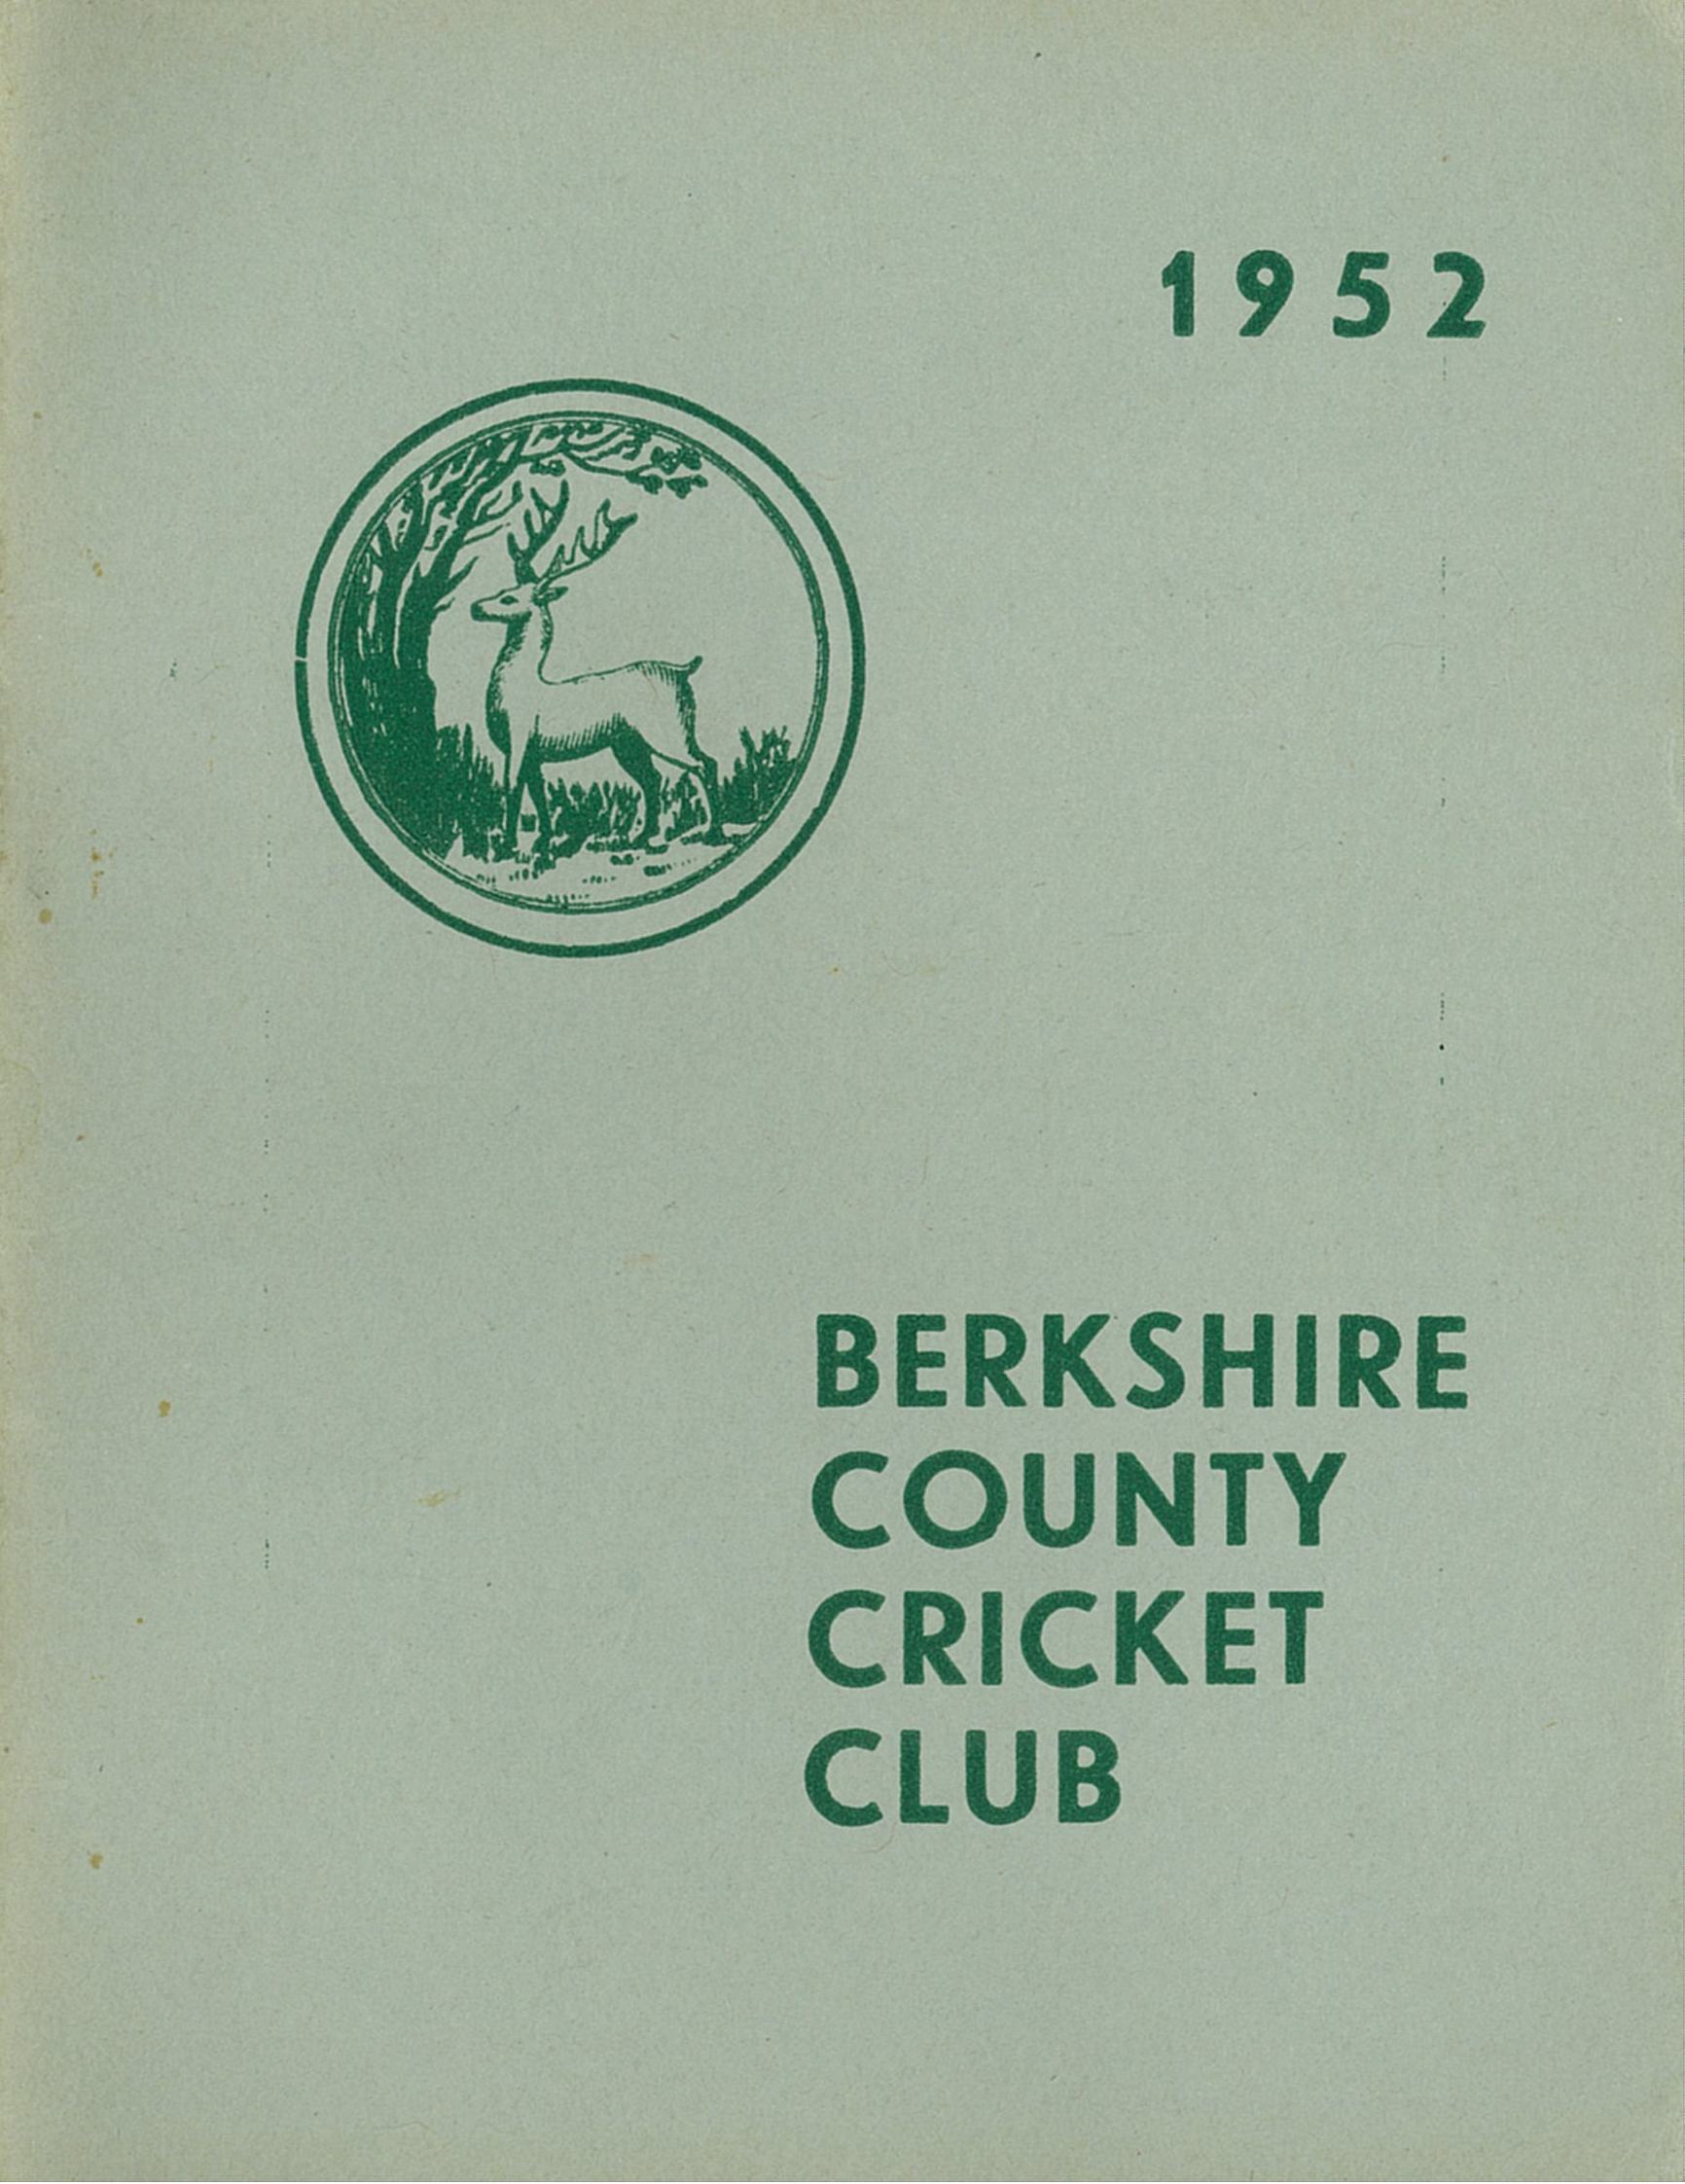 1952
BERKSHIRE
COUNTY
CRICKET
CLUB